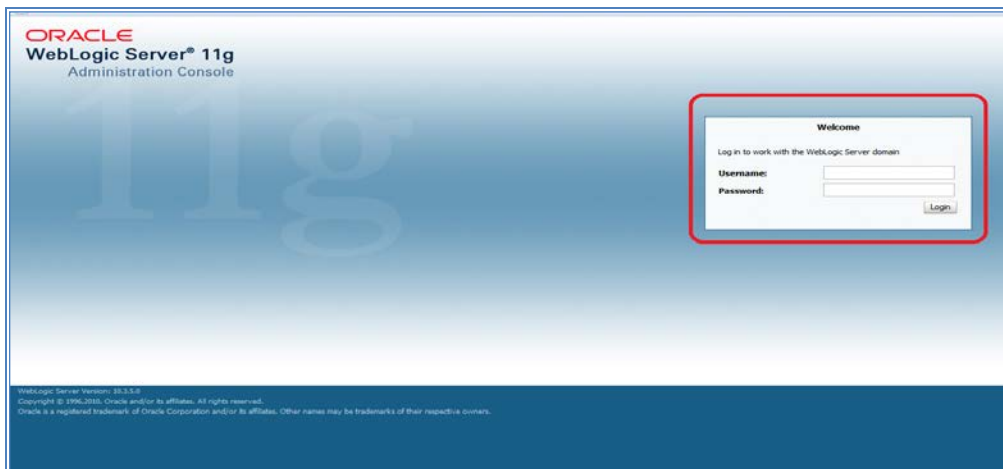 ORACLE
WebLogic Server® 11g
Administration Console
11g
Welcome
Log in to work with the WebLogic Server domain
Username:
Password:
Login
WebLogic Server Version: 10.3.5.0
Copyright © 1996,2010, Oracle and/or its affiliates. All rights reserved.
Oracle is a registered trademark of Oracle Corporation and/or its affiliates. Other names may be trademarks of their respective owners.